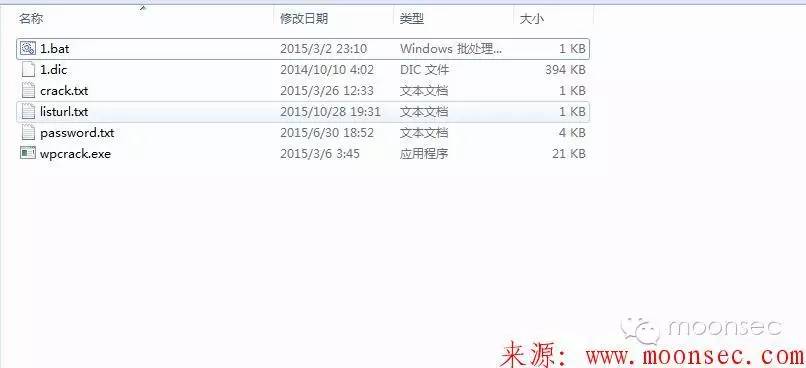 名称 修改日期 类型 大小
1.bat 2015/3/2 23:10 Windows 批处理... 1 KB
1.dic 2014/10/10 4:02 DIC 文件 394 KB
crack.txt 2015/3/26 12:33 文本文档 1 KB
listurl.txt 2015/10/28 19:31 文本文档 1 KB
password.txt 2015/6/30 18:52 文本文档 4 KB
wpcrack.exe 2015/3/6 3:45 应用程序 21 KB
moonsec
来源: www.moonsec.com